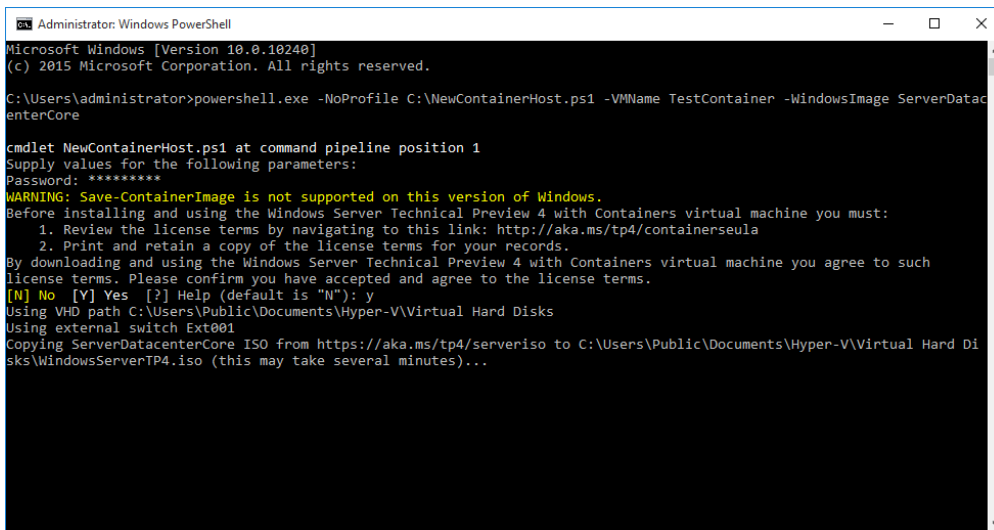 Administrator: Windows PowerShell
Microsoft Windows [Version 10.0.10240]
(c) 2015 Microsoft Corporation. All rights reserved.
C:\Users\administrator>powershell.exe -NoProfile C:\NewContainerHost.ps1 -VMName TestContainer -WindowsImage ServerDatac
enterCore
cmdlet NewContainerHost.ps1 at command pipeline position 1
Supply values for the following parameters:
Password: *********
WARNING: Save-ContainerImage is not supported on this version of Windows.
Before installing and using the Windows Server Technical Preview 4 with Containers virtual machine you must:
    1. Review the license terms by navigating to this link: http://aka.ms/tp4/containerseula
    2. Print and retain a copy of the license terms for your records.
By downloading and using the Windows Server Technical Preview 4 with Containers virtual machine you agree to such
license terms. Please confirm you have accepted and agree to the license terms.
[N] No  [Y] Yes  [?] Help (default is "N"): y
Using VHD path C:\Users\Public\Documents\Hyper-V\Virtual Hard Disks
Using external switch Ext001
Copying ServerDatacenterCore ISO from https://aka.ms/tp4/serveriso to C:\Users\Public\Documents\Hyper-V\Virtual Hard Di
sks\WindowsServerTP4.iso (this may take several minutes)...